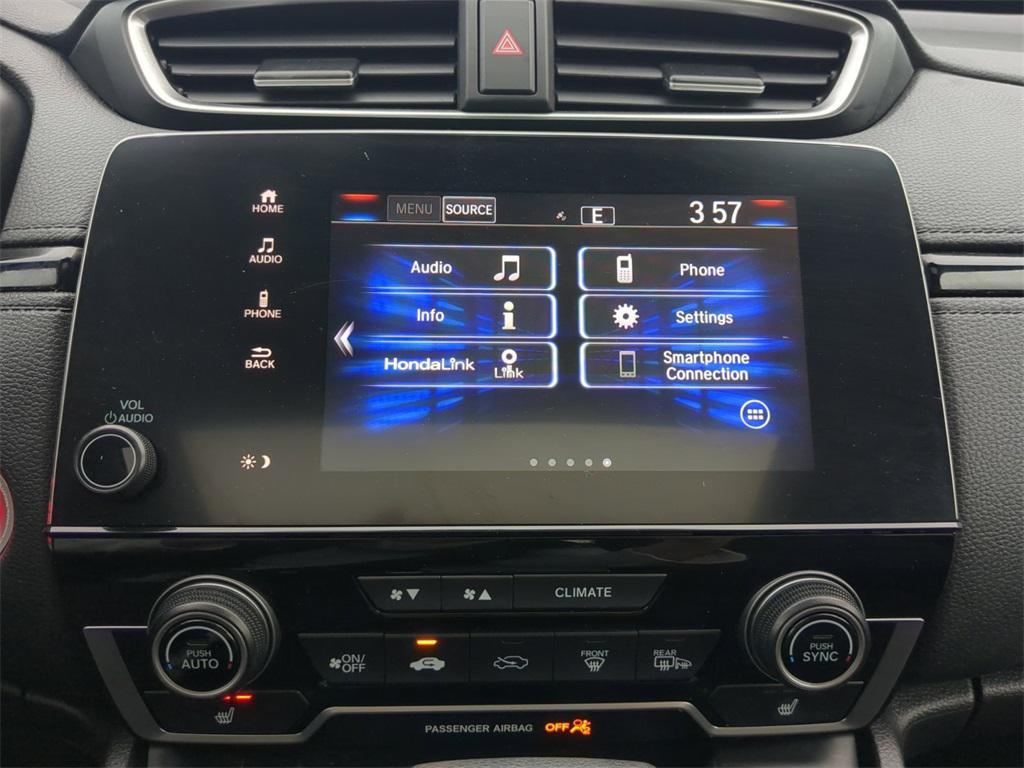 HOME
MENU SOURCE
E
3 57
AUDIO
Audio
Phone
PHONE
Info
Settings
BACK
HondaLink
Link
Smartphone
Connection
VOL
AUDIO
CLIMATE
PUSH
AUTO
ON/
OFF
FRONT
REAR
PUSH
SYNC
PASSENGER AIRBAG OFF